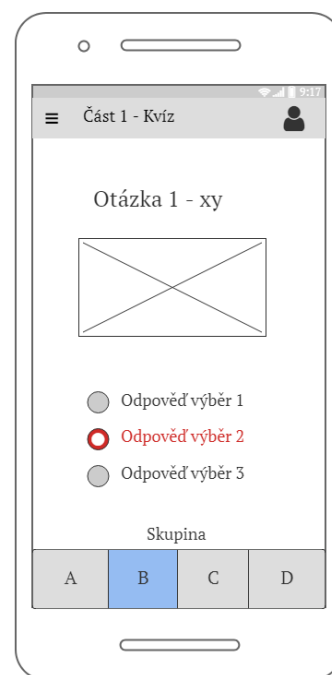 9:17
Část 1 - Kvíz
Otázka 1 - xy
Odpověď výběr 1
Odpověď výběr 2
Odpověď výběr 3
Skupina
A B C D